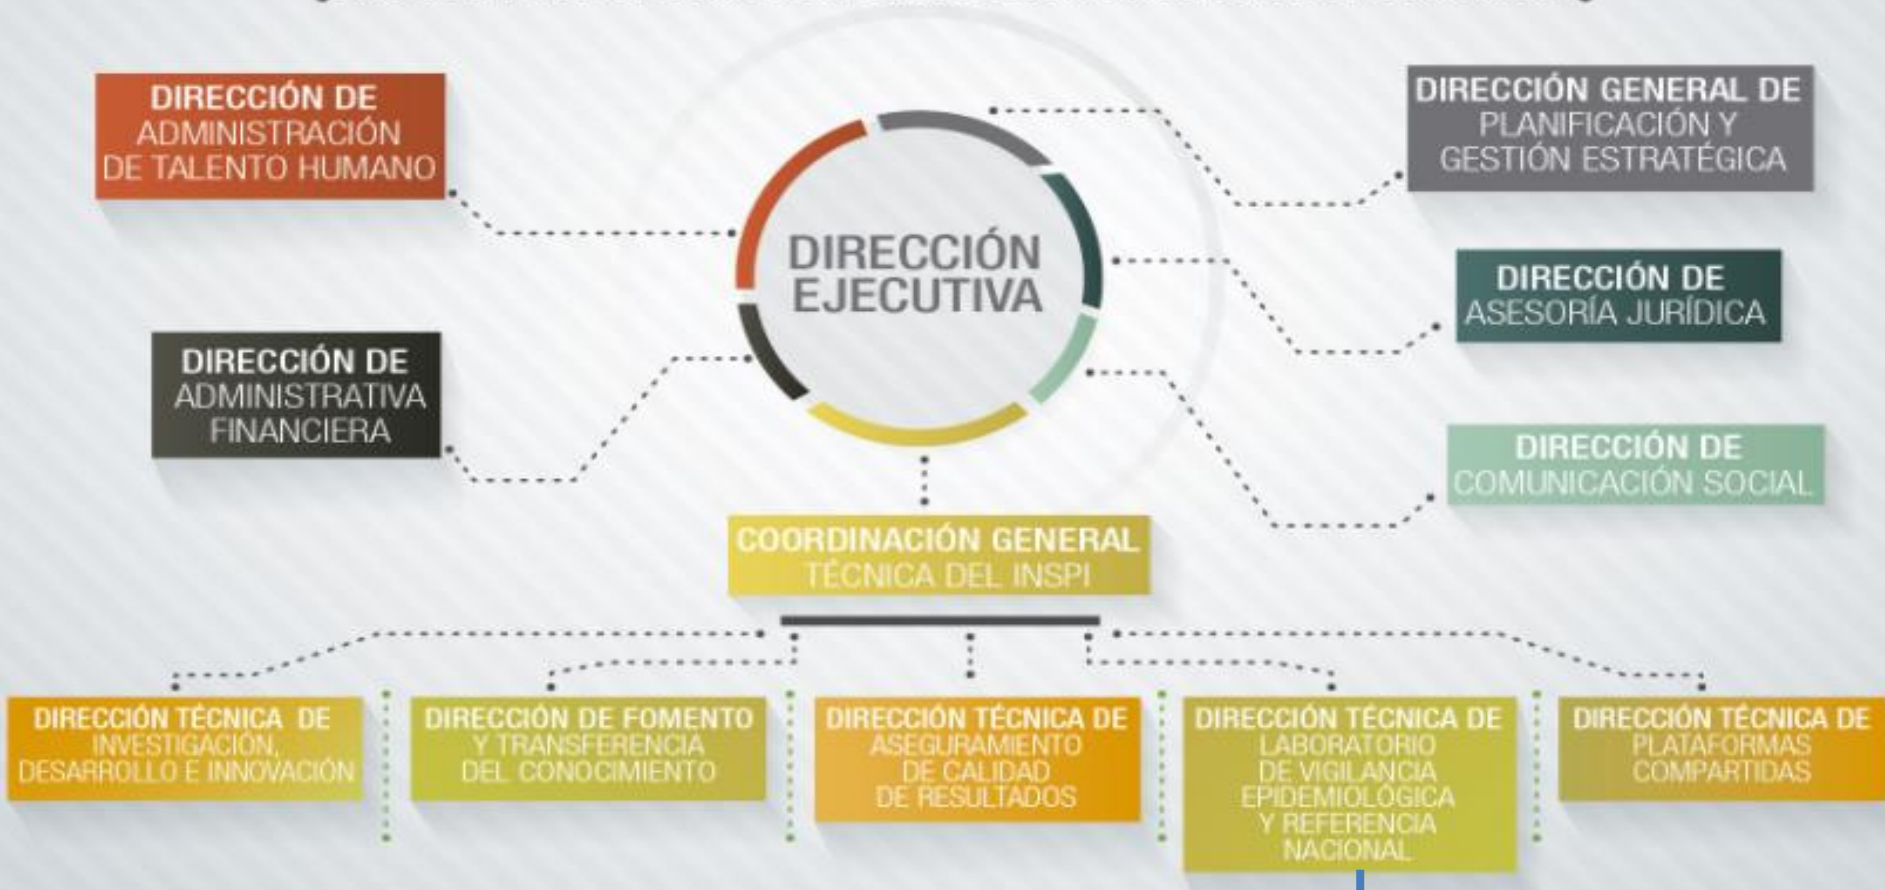 DIRECCIÓN DE
ADMINISTRACIÓN
DE TALENTO HUMANO
DIRECCIÓN GENERAL DE
PLANIFICACIÓN Y
GESTIÓN ESTRATÉGICA
DIRECCIÓN
EJECUTIVA
DIRECCIÓN DE
ASESORÍA JURÍDICA
DIRECCIÓN DE
ADMINISTRATIVA
FINANCIERA
DIRECCIÓN DE
COMUNICACIÓN SOCIAL
COORDINACIÓN GENERAL
TÉCNICA DEL INSPI
DIRECCIÓN TÉCNICA DE
INVESTIGACIÓN,
DESARROLLO E INNOVACIÓN
DIRECCIÓN DE FOMENTO
Y TRANSFERENCIA
DEL CONOCIMIENTO
DIRECCIÓN TÉCNICA DE
ASEGURAMIENTO
DE CALIDAD
DE RESULTADOS
DIRECCIÓN TÉCNICA DE
LABORATORIO
DE VIGILANCIA
EPIDEMIOLÓGICA
Y REFERENCIA
NACIONAL
DIRECCIÓN TÉCNICA DE
PLATAFORMAS
COMPARTIDAS